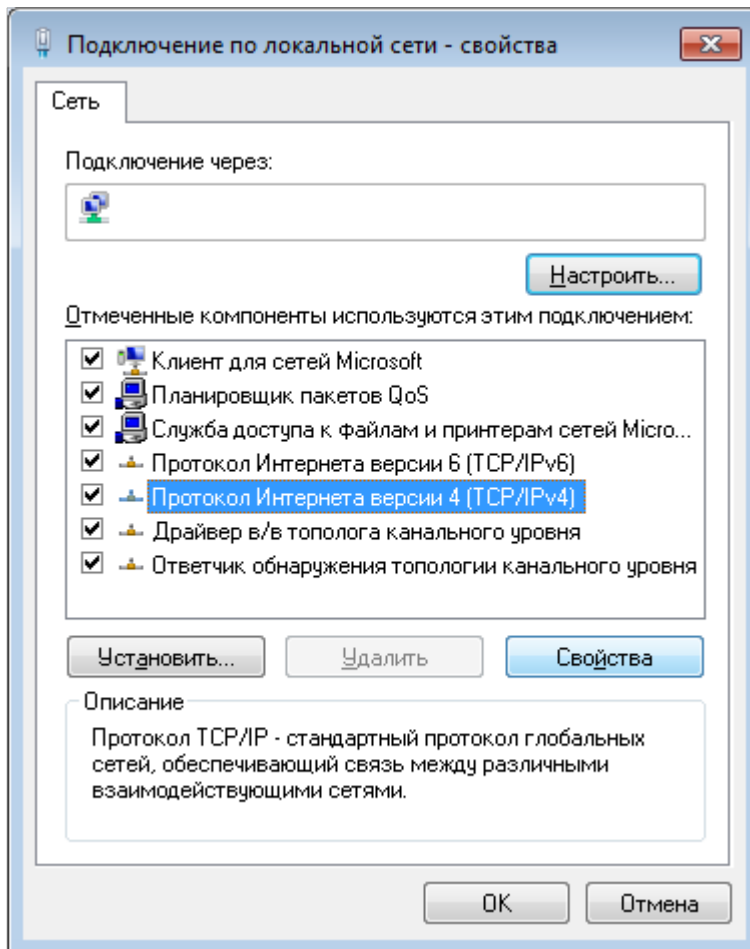 Подключение по локальной сети - свойства
Сеть
Подключение через:
Настроить...
Отмеченные компоненты используются этим подключением:
Клиент для сетей Microsoft
Планировщик пакетов QoS
Служба доступа к файлам и принтерам сетей Micro...
Протокол Интернета версии 6 (TCP/IPv6)
Протокол Интернета версии 4 (TCP/IPv4)
Драйвер в/в тополога канального уровня
Ответчик обнаружения топологии канального уровня
Установить...
Удалить
Свойства
Описание
Протокол TCP/IP - стандартный протокол глобальных
сетей, обеспечивающий связь между различными
взаимодействующими сетями.
OK
Отмена